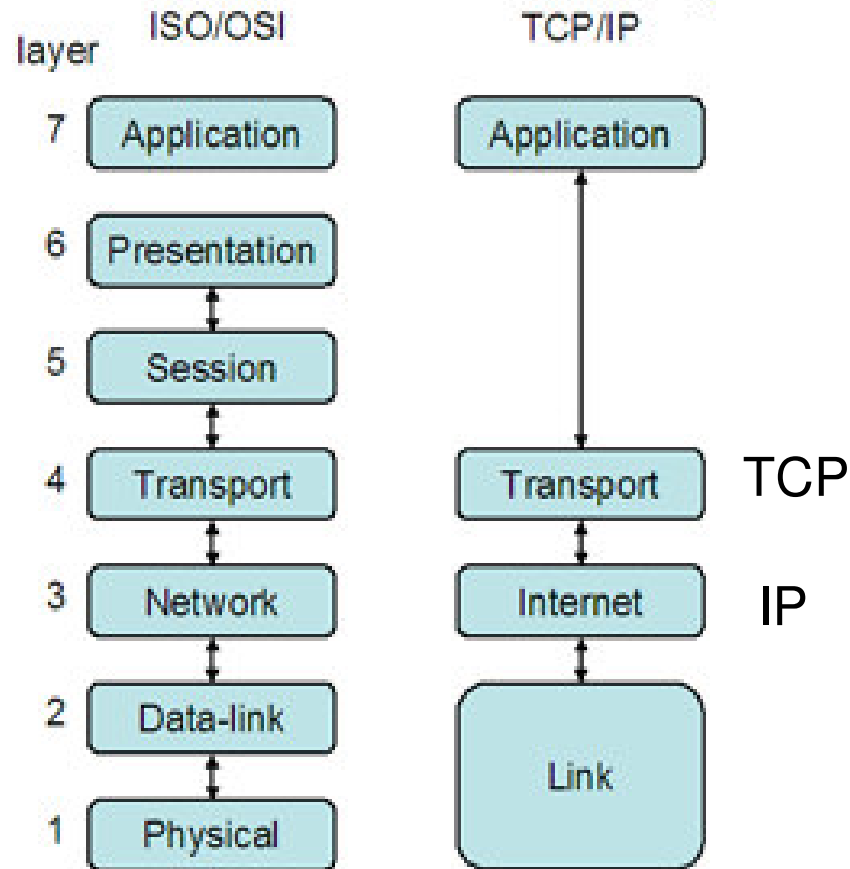 ISO/OSI TCP/IP
layer
7 Application Application
6 Presentation
5 Session
4 Transport Transport TCP
3 Network Internet IP
2 Data-link
Link
1 Physical